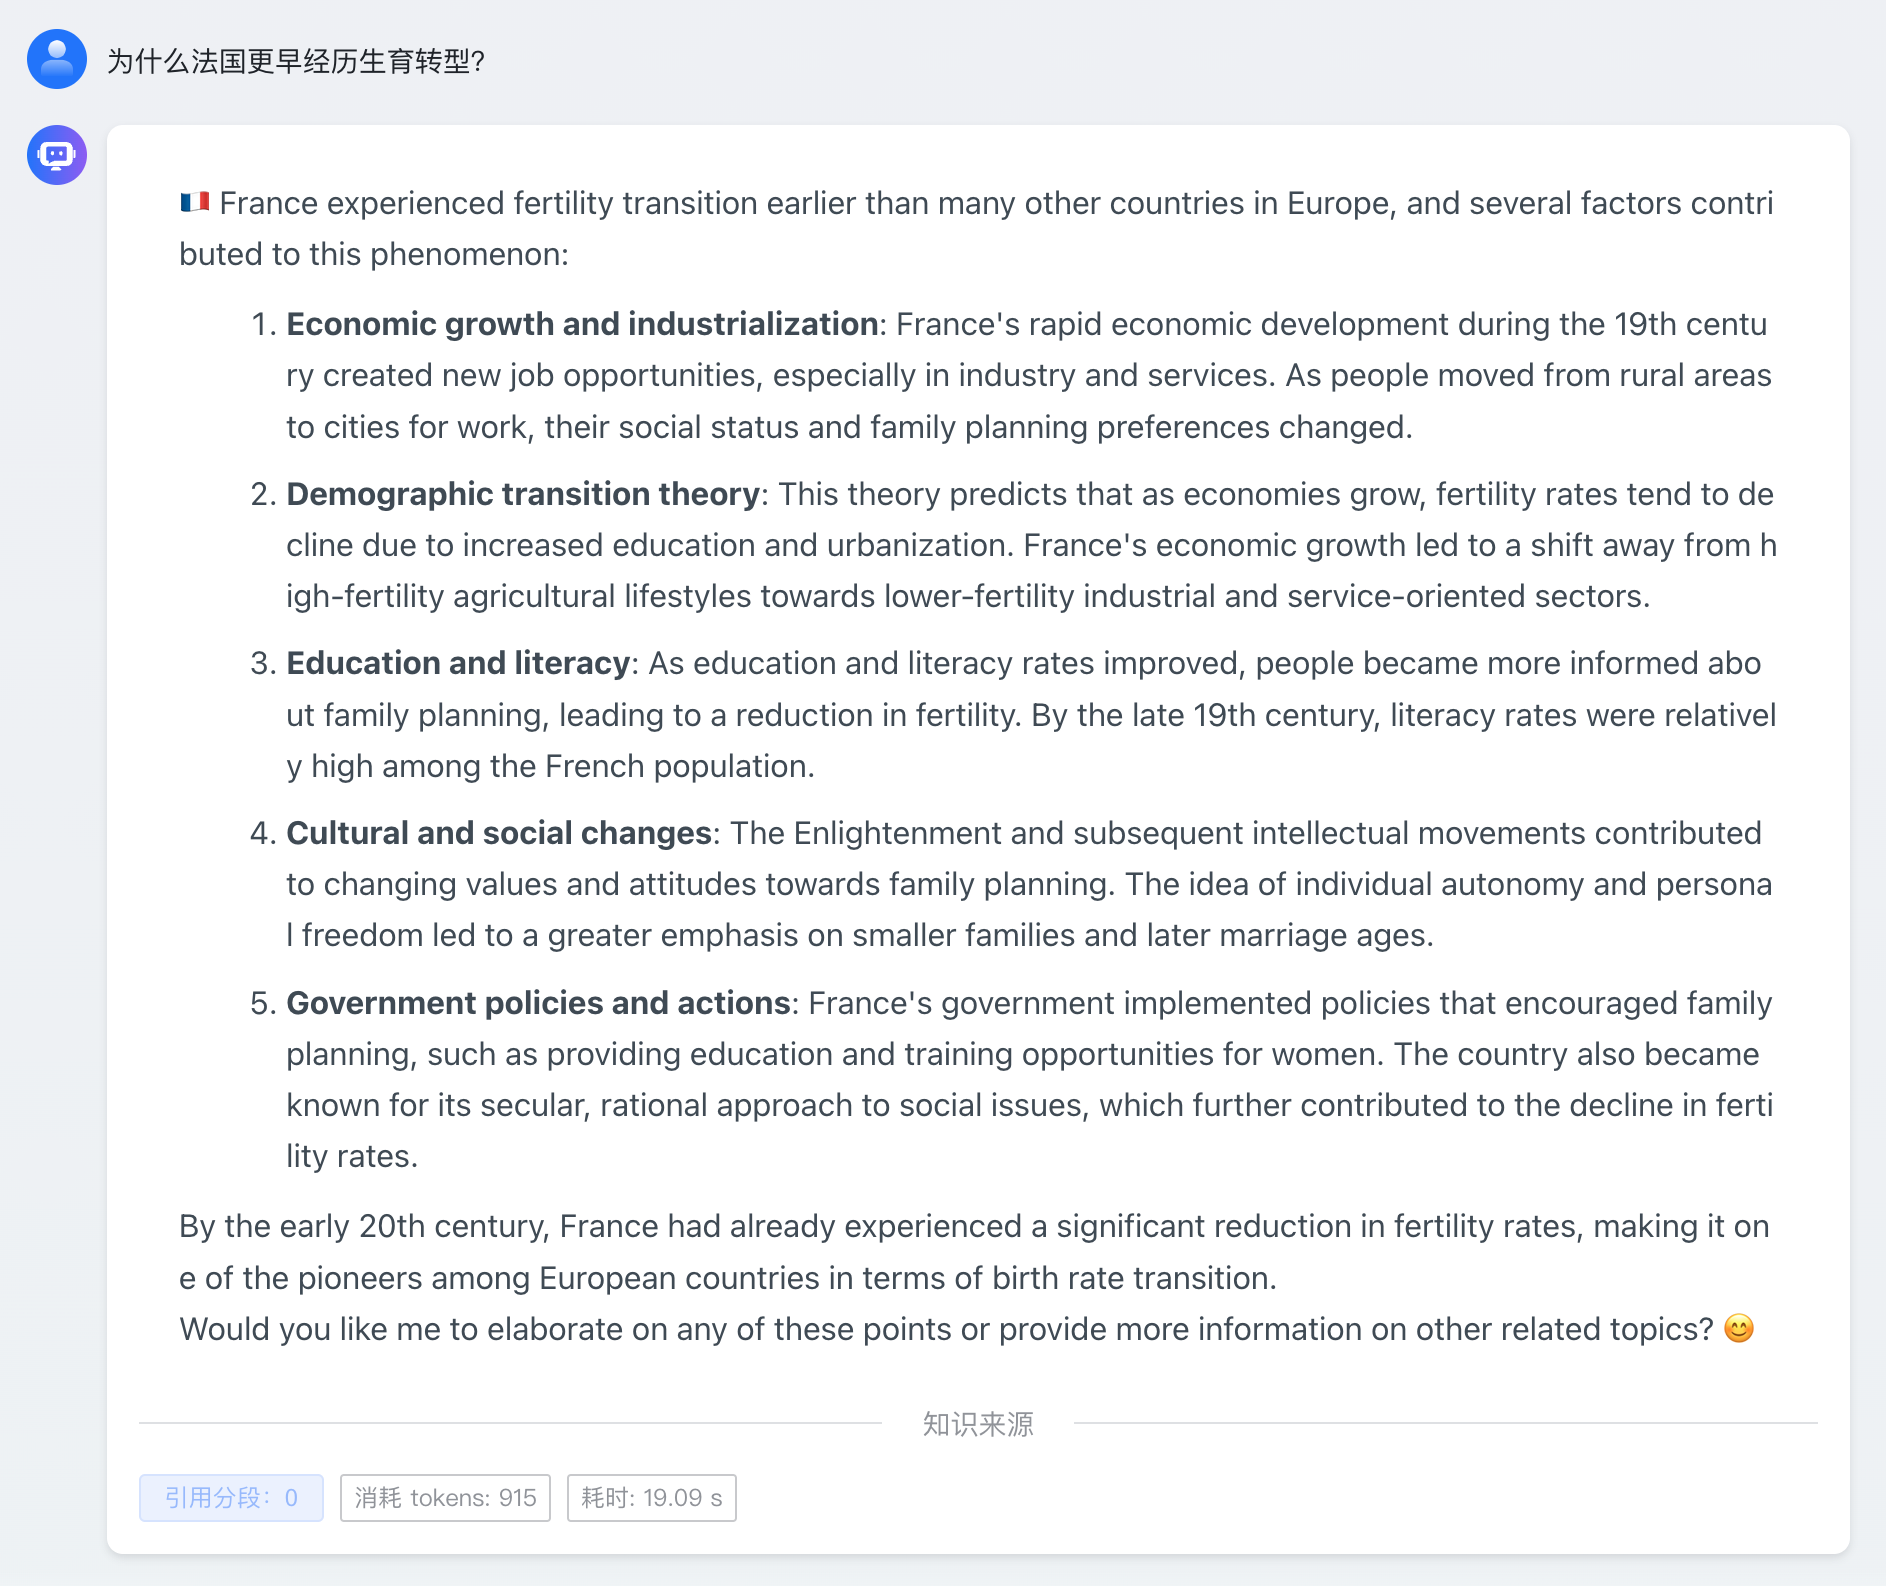 为什么法国更早经历生育转型?
🇫🇷 France experienced fertility transition earlier than many other countries in Europe, and several factors contri
buted to this phenomenon:
1. Economic growth and industrialization: France's rapid economic development during the 19th centu
ry created new job opportunities, especially in industry and services. As people moved from rural areas
to cities for work, their social status and family planning preferences changed.
2. Demographic transition theory: This theory predicts that as economies grow, fertility rates tend to de
cline due to increased education and urbanization. France's economic growth led to a shift away from h
igh-fertility agricultural lifestyles towards lower-fertility industrial and service-oriented sectors.
3. Education and literacy: As education and literacy rates improved, people became more informed abo
ut family planning, leading to a reduction in fertility. By the late 19th century, literacy rates were relativel
y high among the French population.
4. Cultural and social changes: The Enlightenment and subsequent intellectual movements contributed
to changing values and attitudes towards family planning. The idea of individual autonomy and persona
l freedom led to a greater emphasis on smaller families and later marriage ages.
5. Government policies and actions: France's government implemented policies that encouraged family
planning, such as providing education and training opportunities for women. The country also became
known for its secular, rational approach to social issues, which further contributed to the decline in ferti
lity rates.
By the early 20th century, France had already experienced a significant reduction in fertility rates, making it on
e of the pioneers among European countries in terms of birth rate transition.
Would you like me to elaborate on any of these points or provide more information on other related topics? 😊
知识来源
引用分段：0
消耗 tokens: 915
耗时: 19.09 s